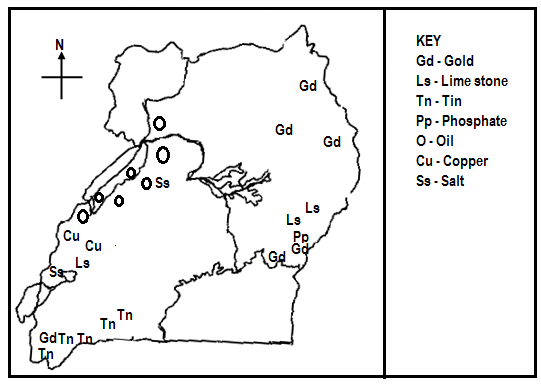 N
Gd
Gd
Gd
Ss
Ls
Ls
Pp
Gd
Gd
Cu
Cu
Ls
Ss
Tn
Tn
Gd Tn Tn
Tn
KEY
Gd - Gold
Ls - Lime stone
Tn - Tin
Pp - Phosphate
O - Oil
Cu - Copper
Ss - Salt